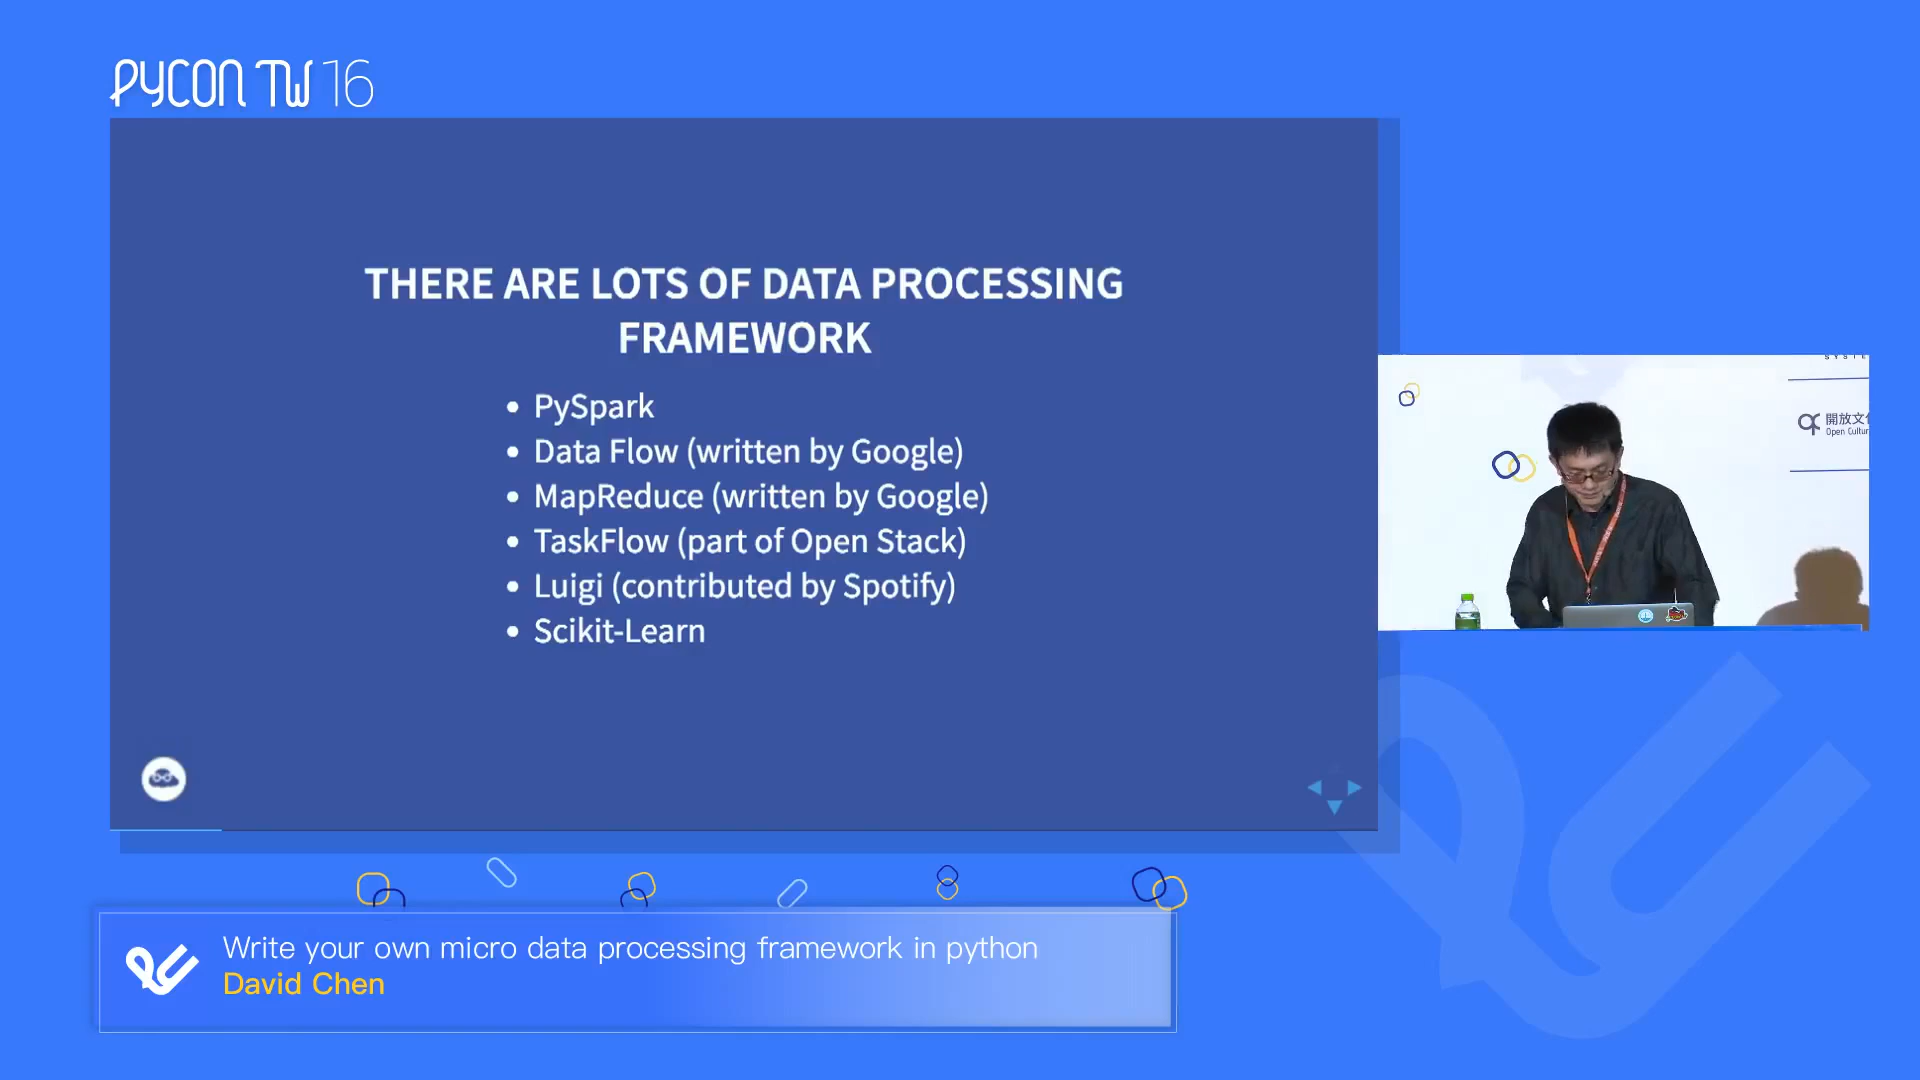 PYCON TW 16
THERE ARE LOTS OF DATA PROCESSING
FRAMEWORK
• PySpark
• Data Flow (written by Google)
• MapReduce (written by Google)
• TaskFlow (part of Open Stack)
• Luigi (contributed by Spotify)
• Scikit-Learn
開放文
Open Cultur
Write your own micro data processing framework in python
David Chen